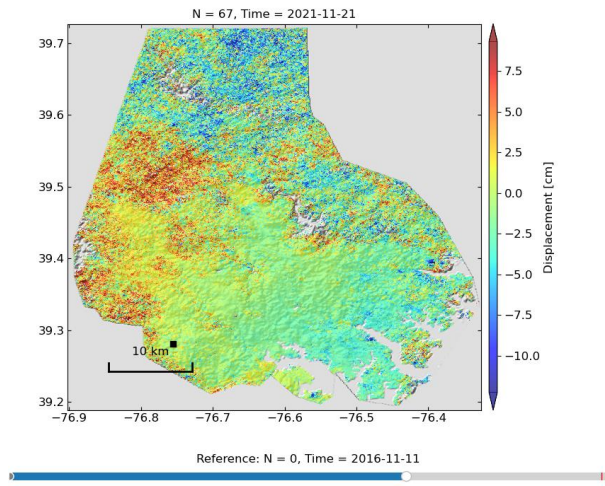 N = 67, Time = 2021-11-21
39.7
39.6
39.5
39.4
39.3
39.2
10 km
−76.9 −76.8 −76.7 −76.6 −76.5 −76.4
7.5
5.0
2.5
0.0
−2.5
−5.0
−7.5
−10.0
Displacement [cm]
Reference: N = 0, Time = 2016-11-11